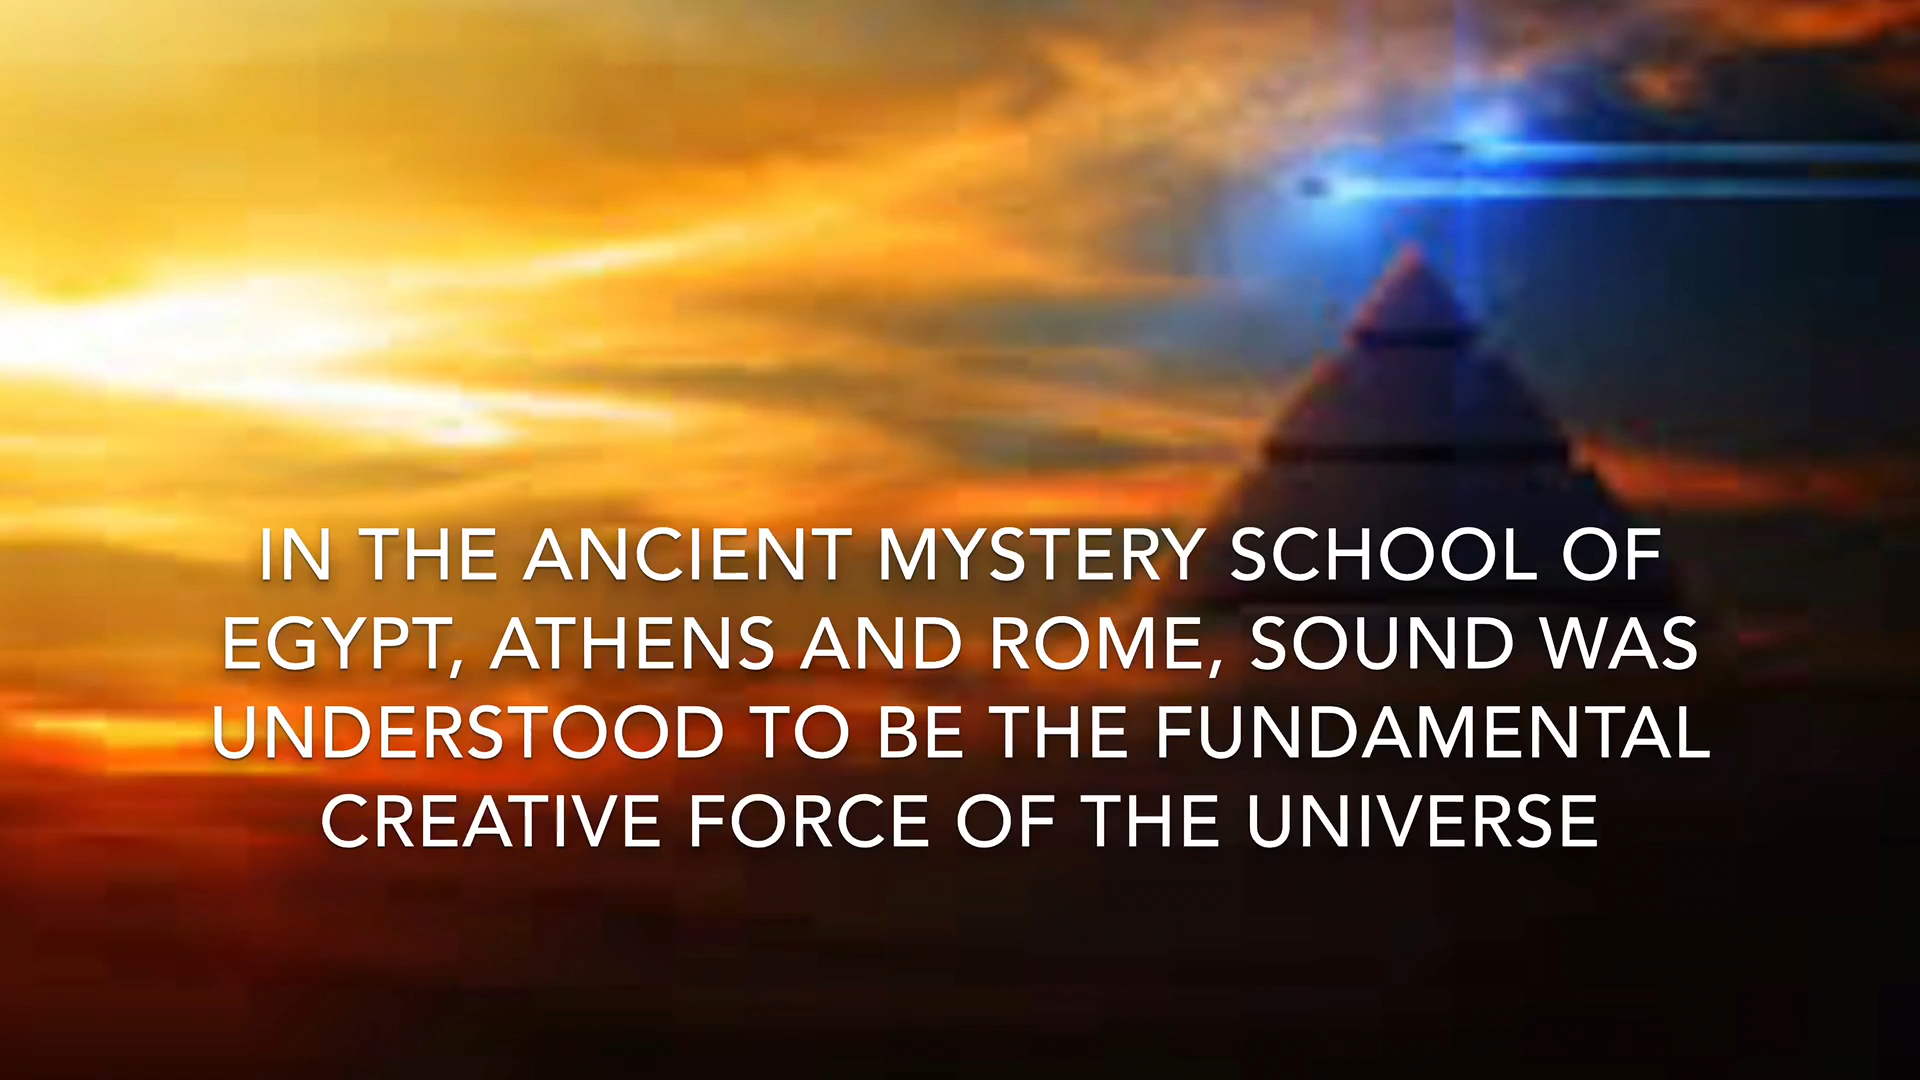 IN THE ANCIENT MYSTERY SCHOOL OF
EGYPT, ATHENS AND ROME, SOUND WAS
UNDERSTOOD TO BE THE FUNDAMENTAL
CREATIVE FORCE OF THE UNIVERSE